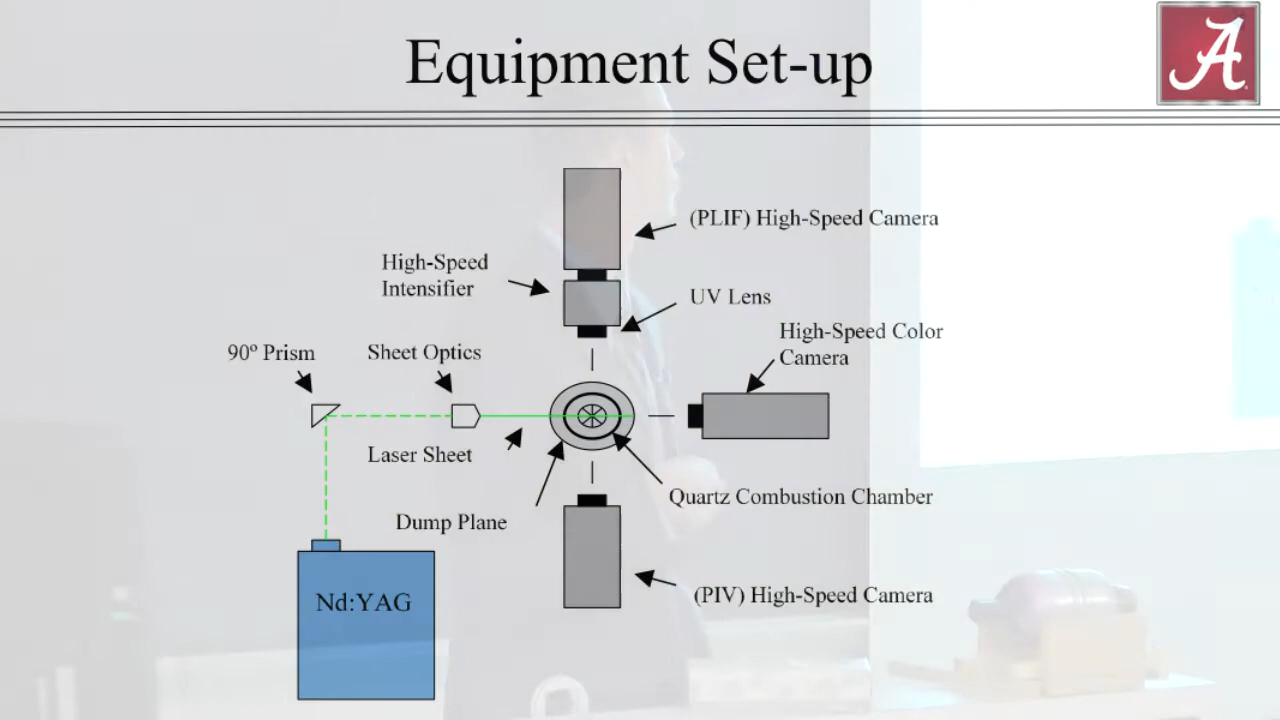 Equipment Set-up
A
(PLIF) High-Speed Camera
High-Speed
Intensifier
UV Lens
High-Speed Color
Camera
90º Prism
Sheet Optics
Laser Sheet
Quartz Combustion Chamber
Dump Plane
Nd:YAG
(PIV) High-Speed Camera